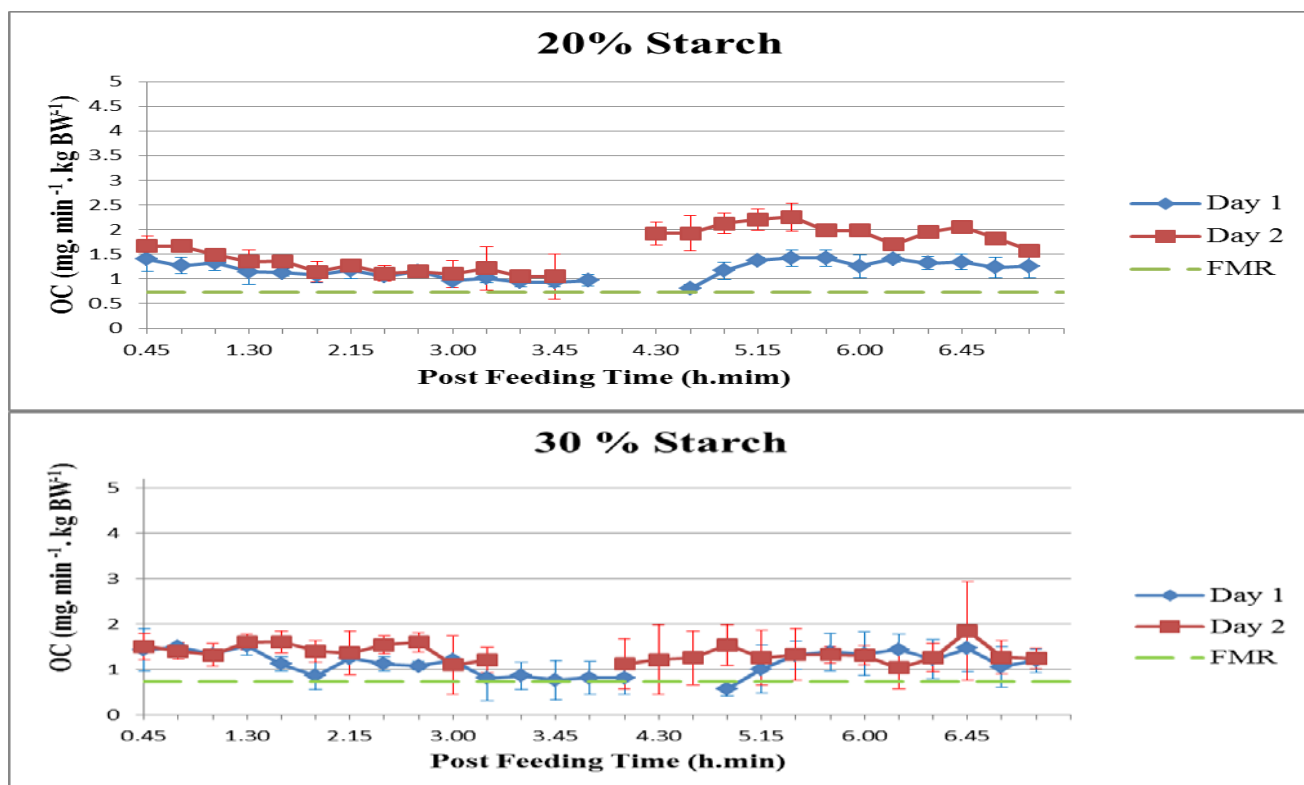 20% Starch
OC (mg. min -1. kg BW-1)
5
4.5
4
3.5
3
2.5
2
1.5
1
0.5
0
0.45 1.30 2.15 3.00 3.45 4.30 5.15 6.00 6.45
Post Feeding Time (h.mim)
Day 1
Day 2
FMR
30 % Starch
OC (mg. min -1. kg BW-1)
5
4
3
2
1
0
0.45 1.30 2.15 3.00 3.45 4.30 5.15 6.00 6.45
Post Feeding Time (h.min)
Day 1
Day 2
FMR